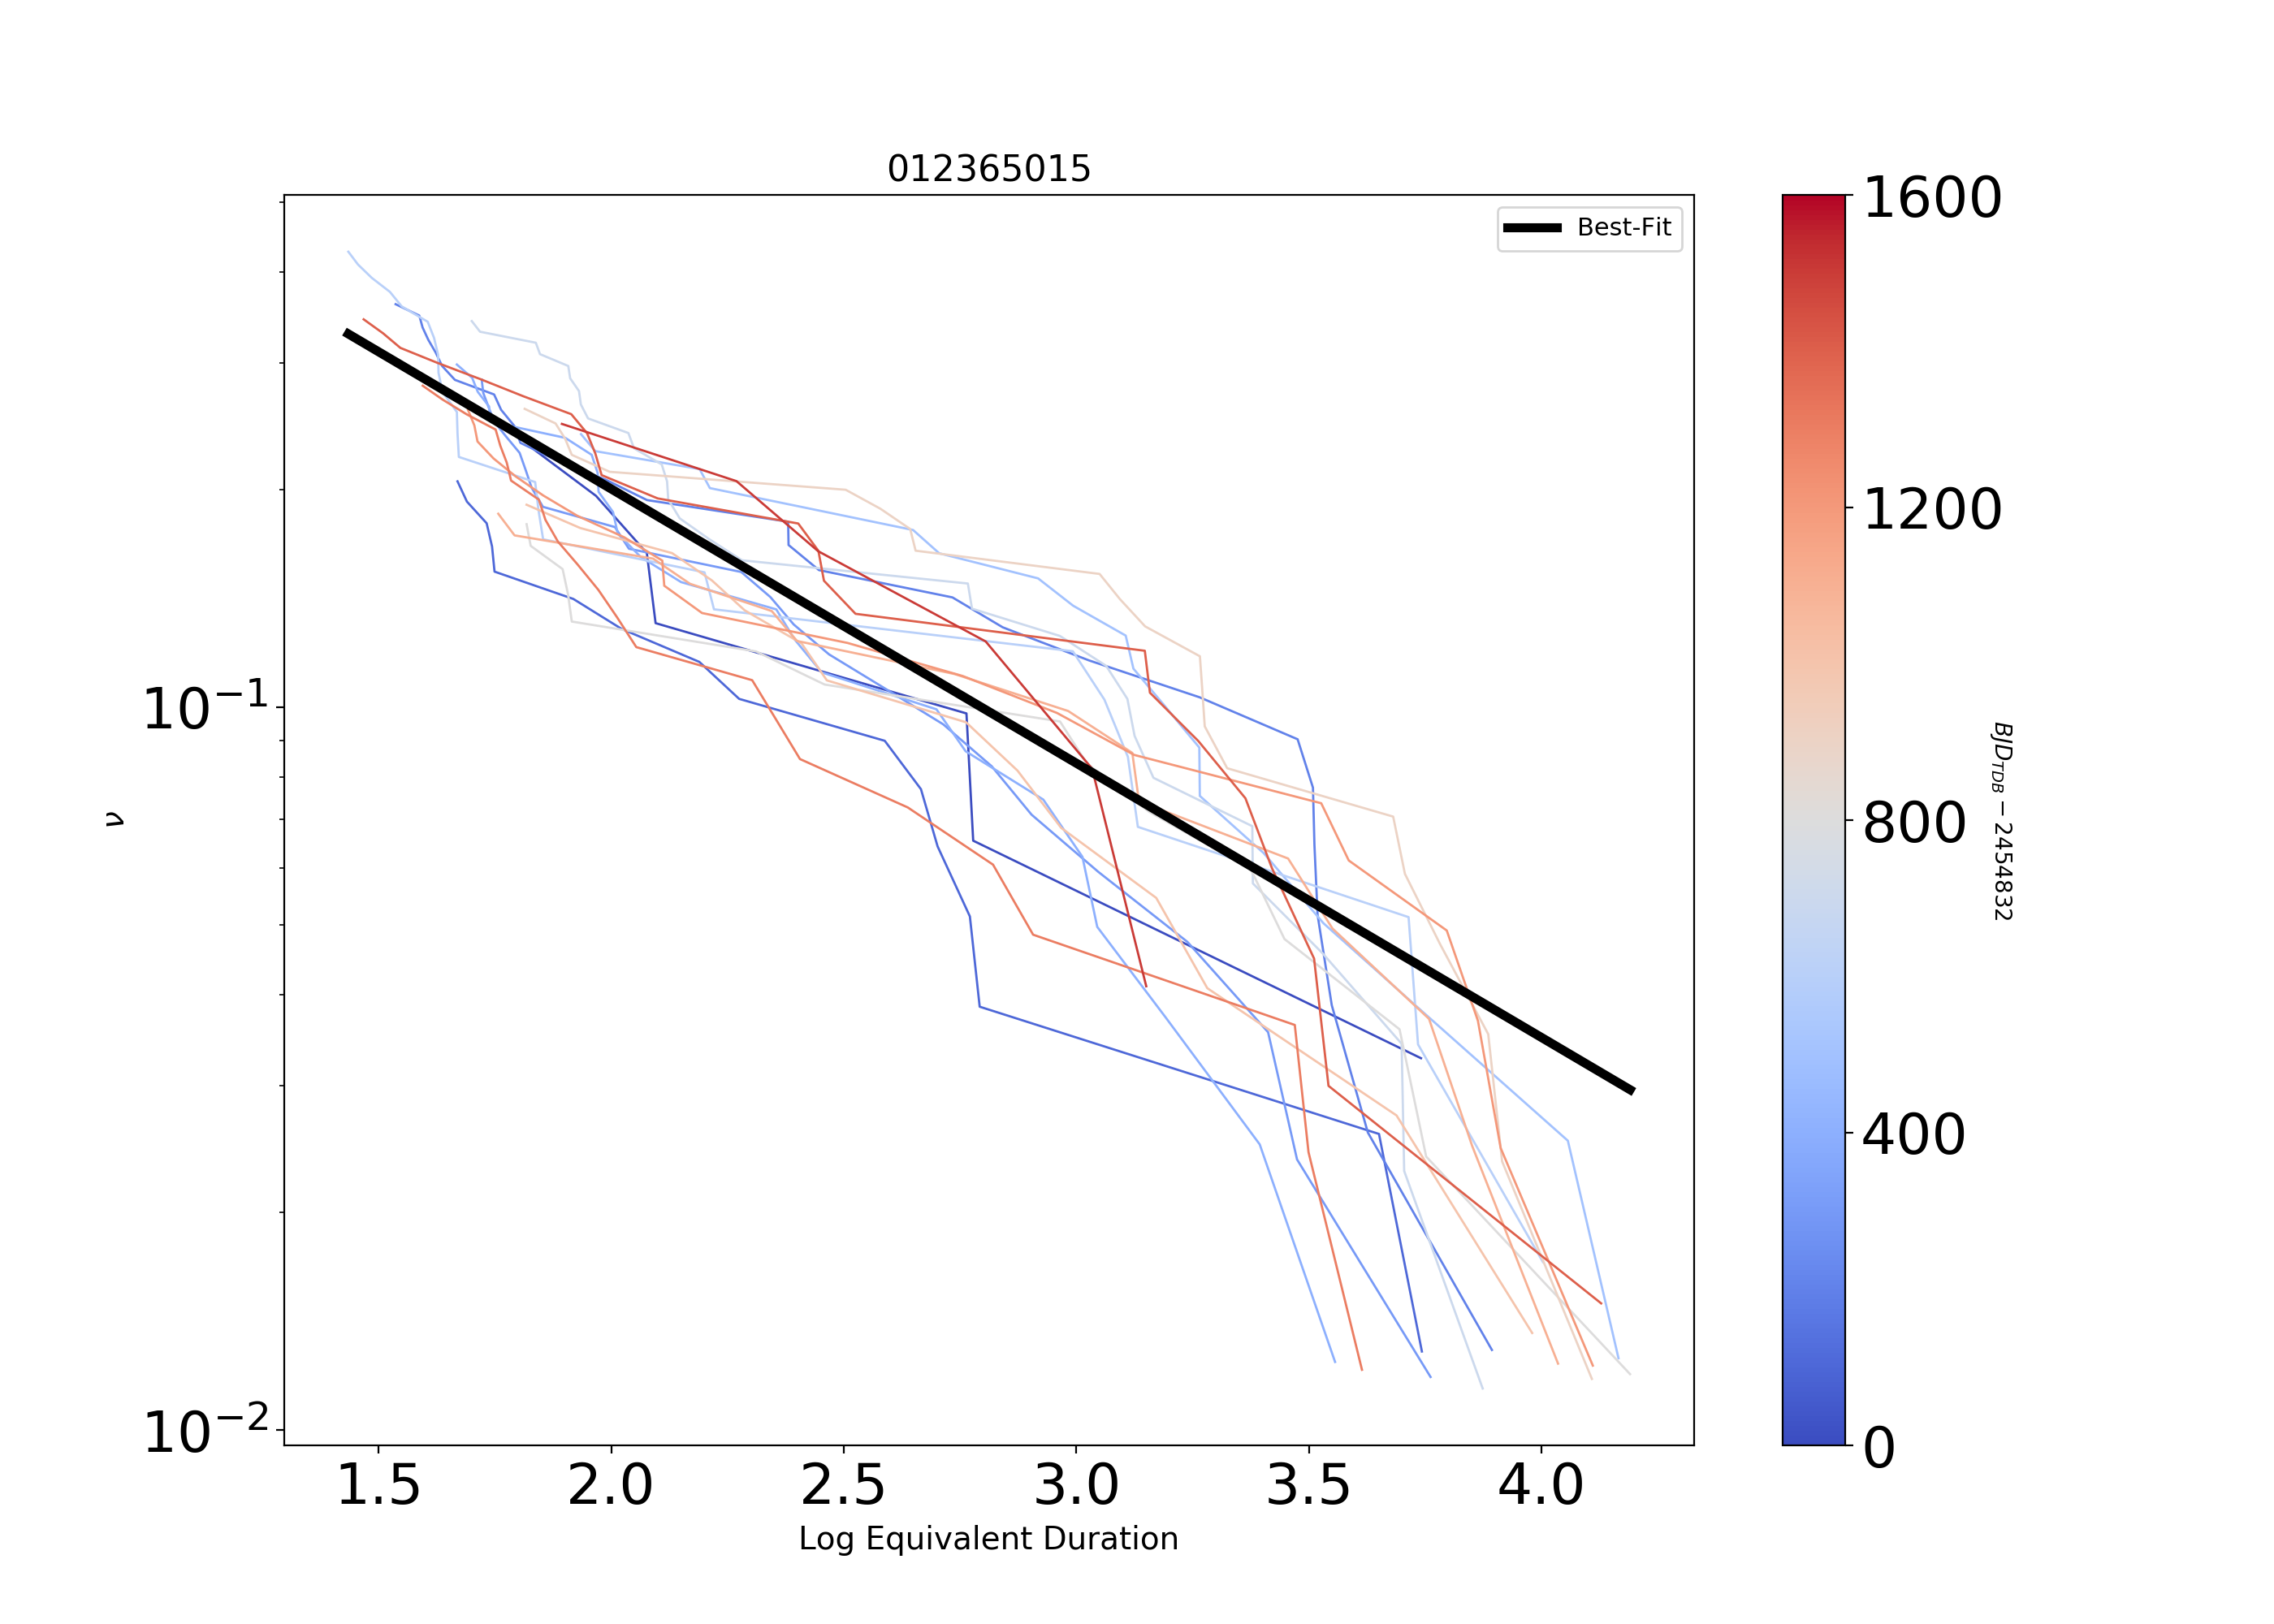 012365015
Best-Fit
10⁻¹
10⁻²
ν
1.5 2.0 2.5 3.0 3.5 4.0
Log Equivalent Duration
1600
1200
800
400
0
BJD_TDB − 2454832